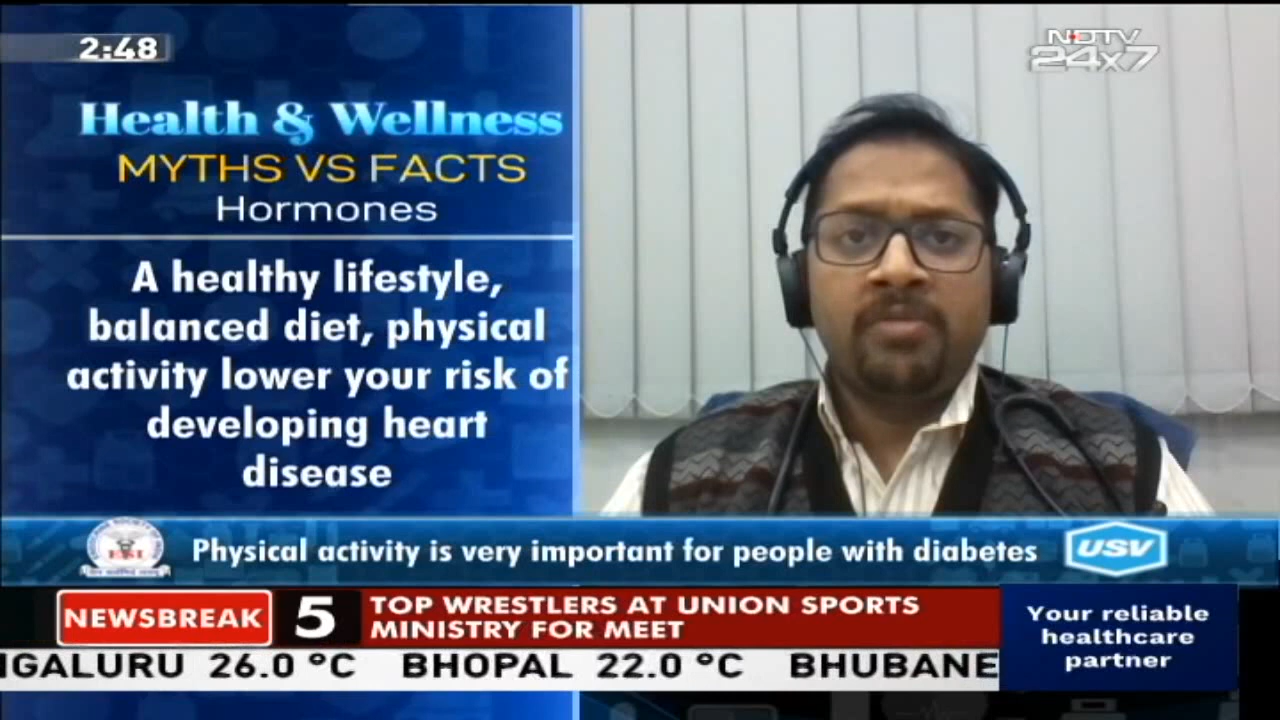 2:48
NDTV
24x7
Health & Wellness
MYTHS VS FACTS
Hormones
A healthy lifestyle,
balanced diet, physical
activity lower your risk of
developing heart
disease
ESI
Physical activity is very important for people with diabetes
USV
NEWSBREAK
5
TOP WRESTLERS AT UNION SPORTS
MINISTRY FOR MEET
Your reliable
healthcare
partner
NGALURU 26.0 °C BHOPAL 22.0 °C BHUBANE